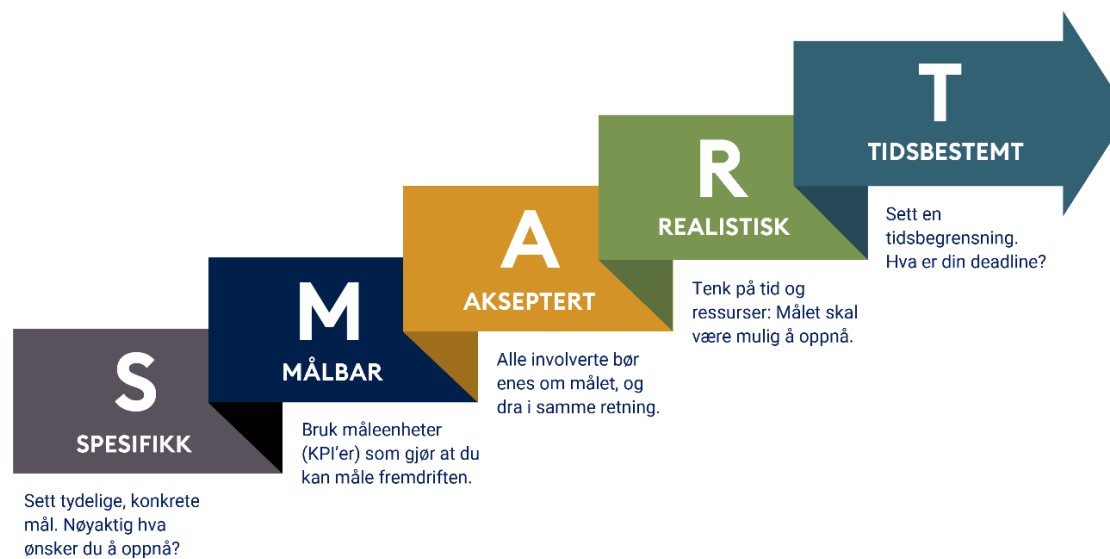 S
SPESIFIKK
Sett tydelige, konkrete
mål. Nøyaktig hva
ønsker du å oppnå?
M
MÅLBAR
Bruk måleenheter
(KPI'er) som gjør at du
kan måle fremdriften.
A
AKSEPTERT
Alle involverte bør
enes om målet, og
dra i samme retning.
R
REALISTISK
Tenk på tid og
ressurser: Målet skal
være mulig å oppnå.
T
TIDSBESTEMT
Sett en
tidsbegrensning.
Hva er din deadline?